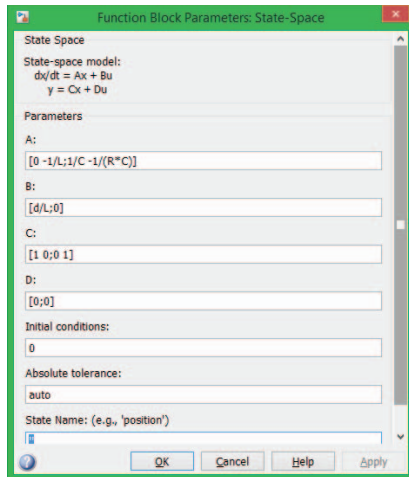 Function Block Parameters: State-Space
State Space
State-space model:
dx/dt = Ax + Bu
y = Cx + Du
Parameters
A:
[0 -1/L;1/C -1/(R*C)]
B:
[d/L;0]
C:
[1 0;0 1]
D:
[0;0]
Initial conditions:
0
Absolute tolerance:
auto
State Name: (e.g., 'position')
OK Cancel Help Apply